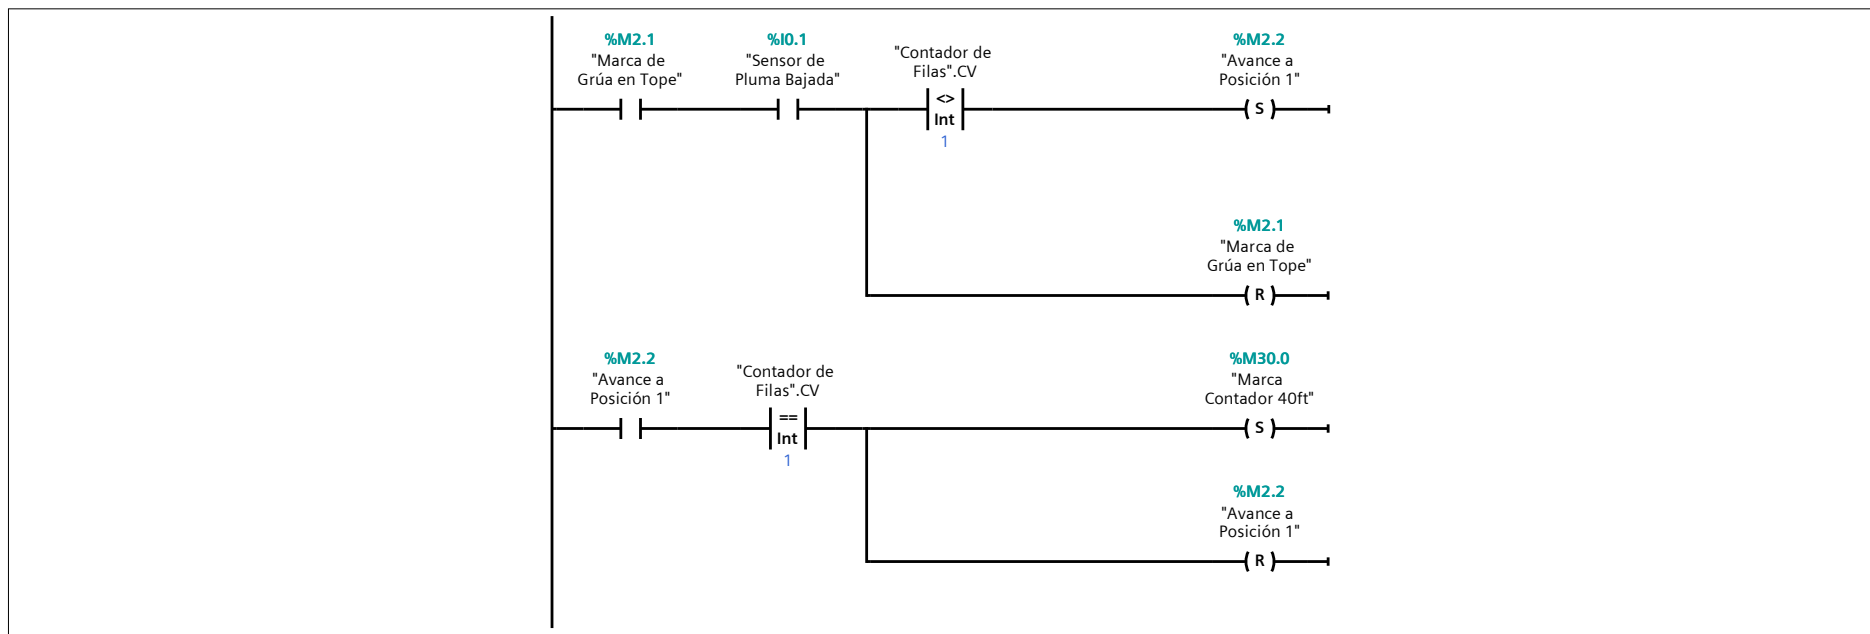 %M2.1
"Marca de
Grúa en Tope"
%I0.1
"Sensor de
Pluma Bajada"
"Contador de
Filas".CV
<>
Int
1
%M2.2
"Avance a
Posición 1"
( S )
%M2.1
"Marca de
Grúa en Tope"
( R )
%M2.2
"Avance a
Posición 1"
"Contador de
Filas".CV
==
Int
1
%M30.0
"Marca
Contador 40ft"
( S )
%M2.2
"Avance a
Posición 1"
( R )